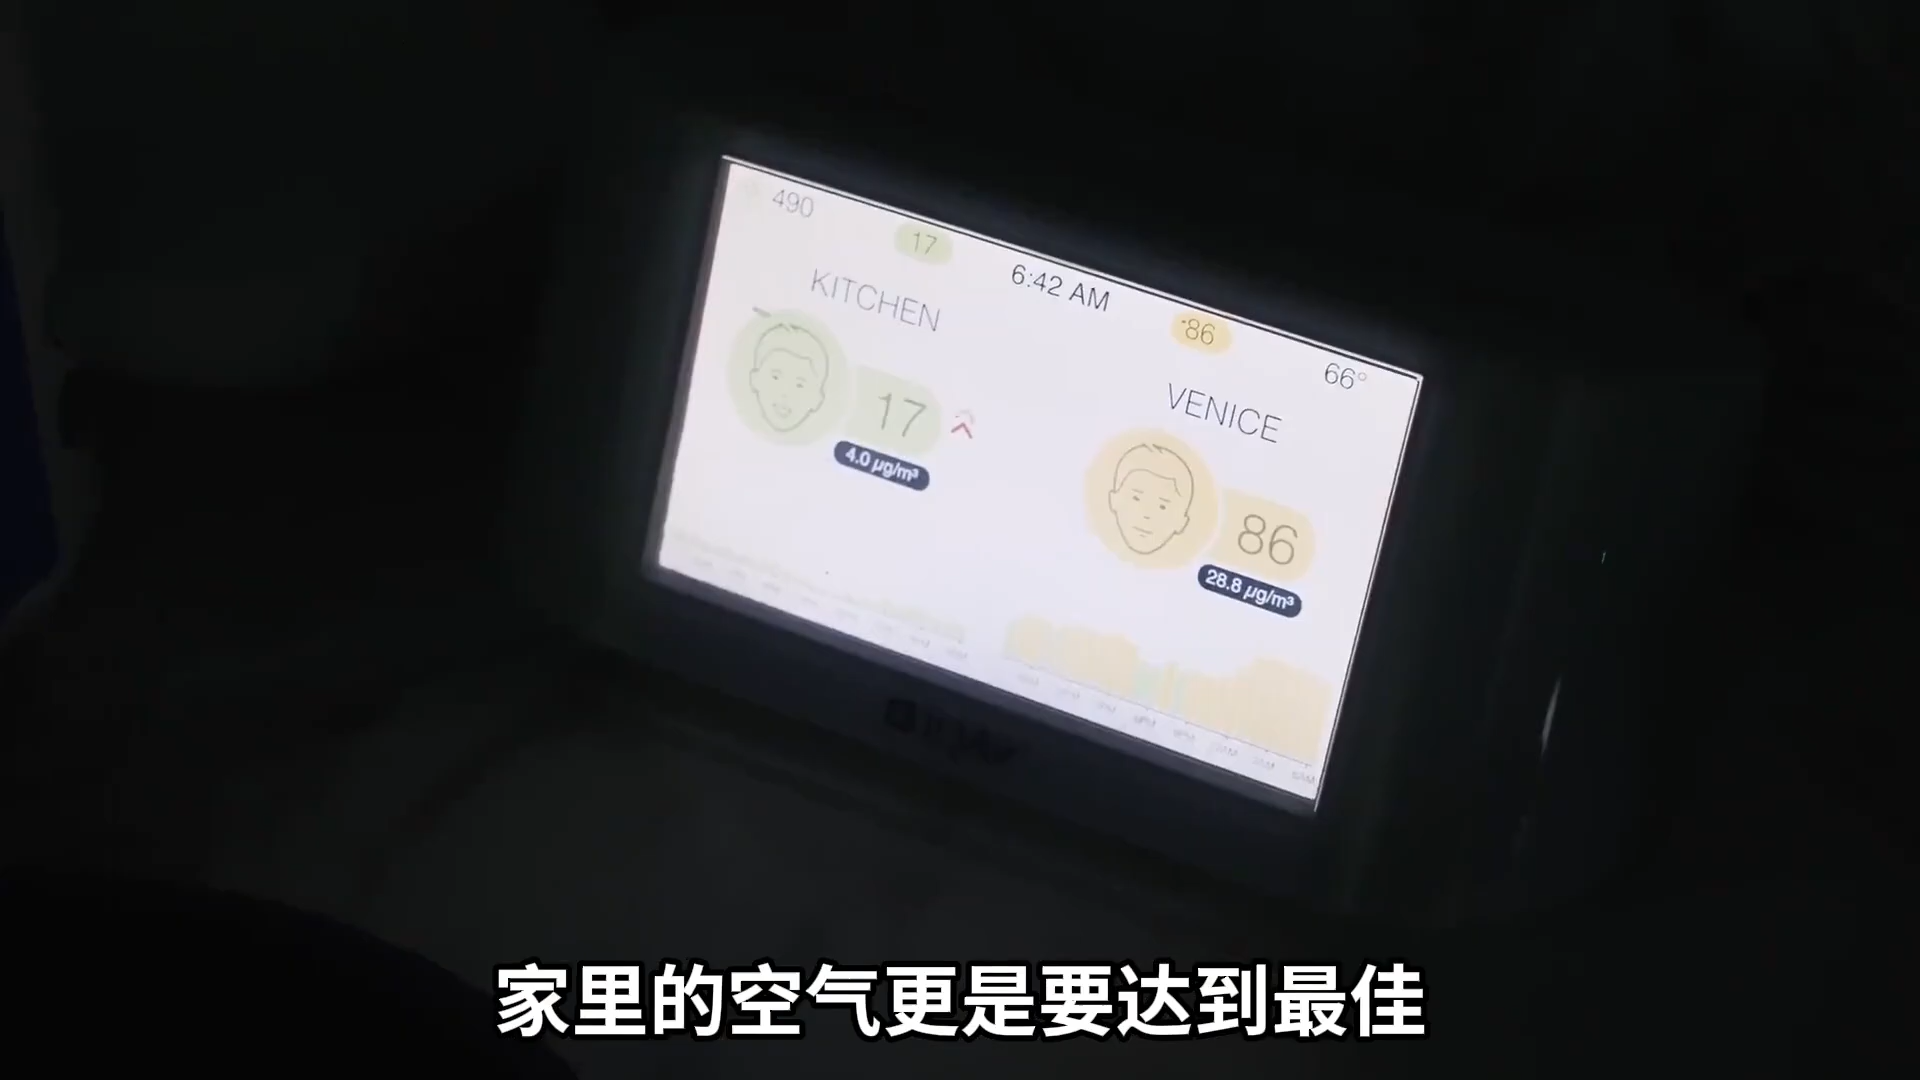 490
17
6:42 AM
-86
66°
KITCHEN
17
4.0 µg/m³
VENICE
86
28.8 µg/m³
家里的空气更是要达到最佳